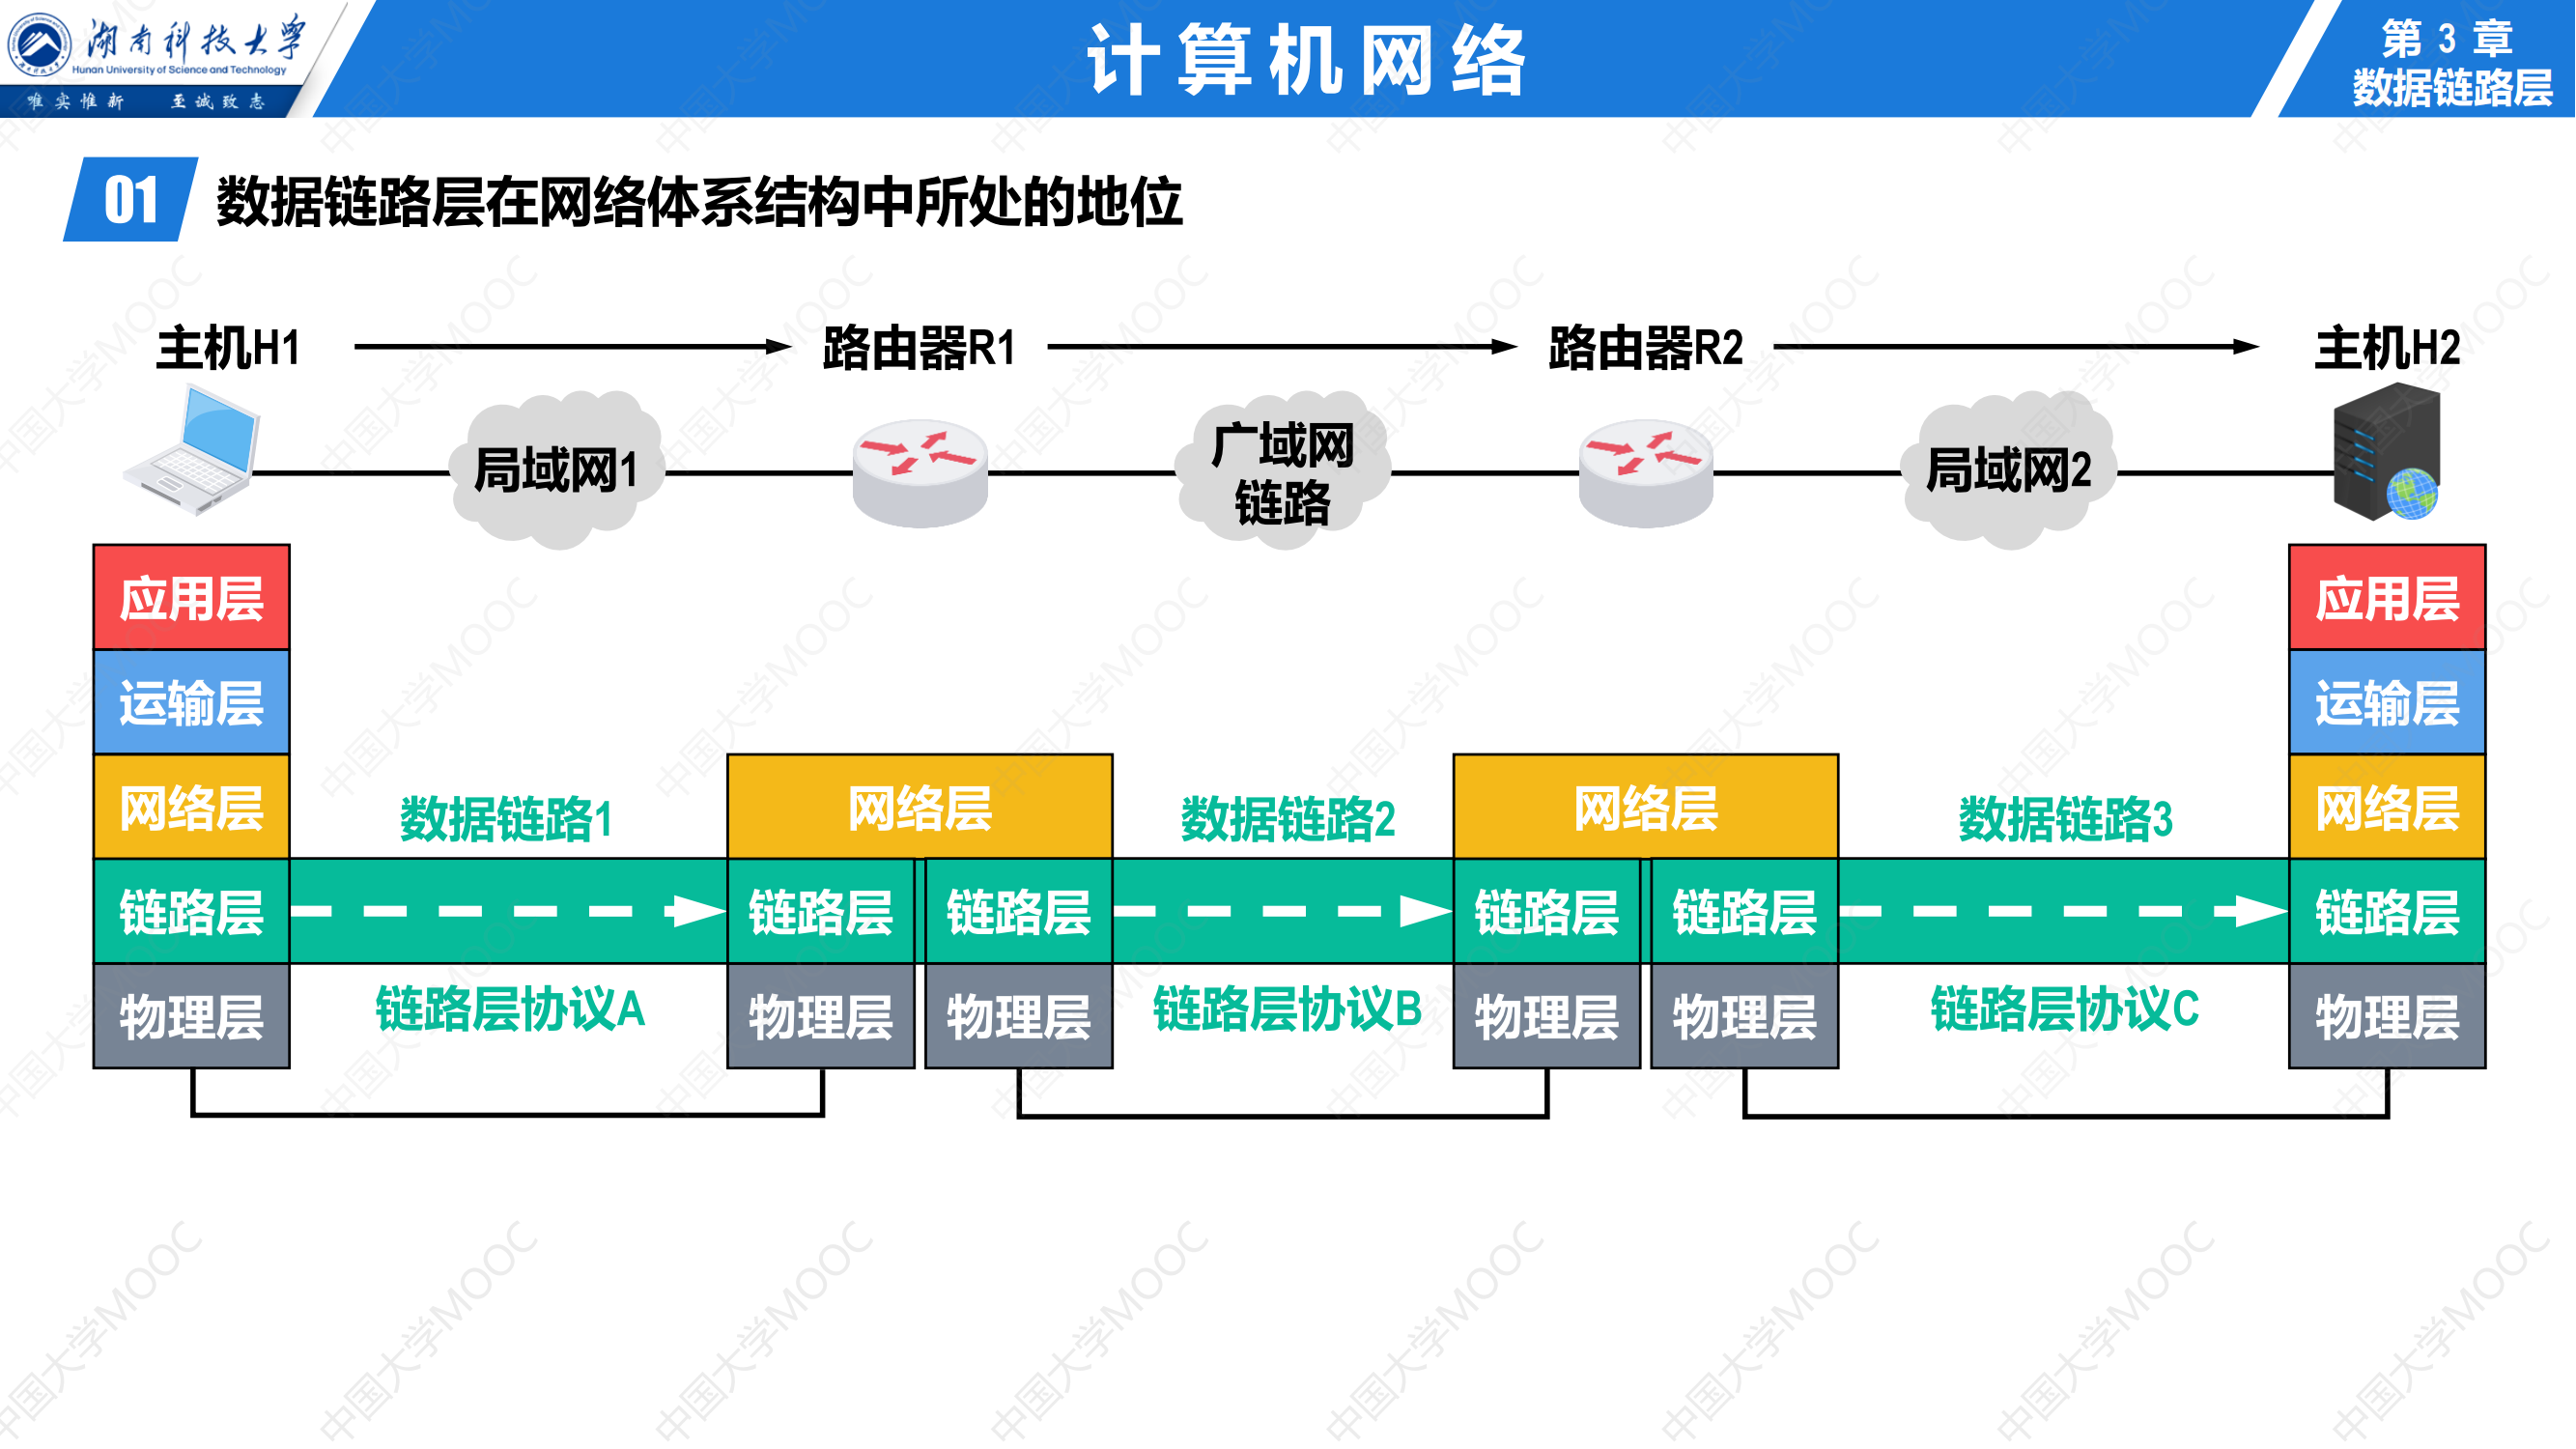 湖南科技大学
Hunan University of Science and Technology
唯实惟新 至诚致志
计算机网络
第 3 章
数据链路层
01 数据链路层在网络体系结构中所处的地位
主机H1 路由器R1 路由器R2 主机H2
局域网1 广域网 链路 局域网2
应用层 应用层
运输层 运输层
网络层 数据链路1 网络层 数据链路2 网络层 数据链路3 网络层
链路层 链路层 链路层 链路层 链路层 链路层
物理层 链路层协议A 物理层 物理层 链路层协议B 物理层 物理层 链路层协议C 物理层
中国大学MOOC